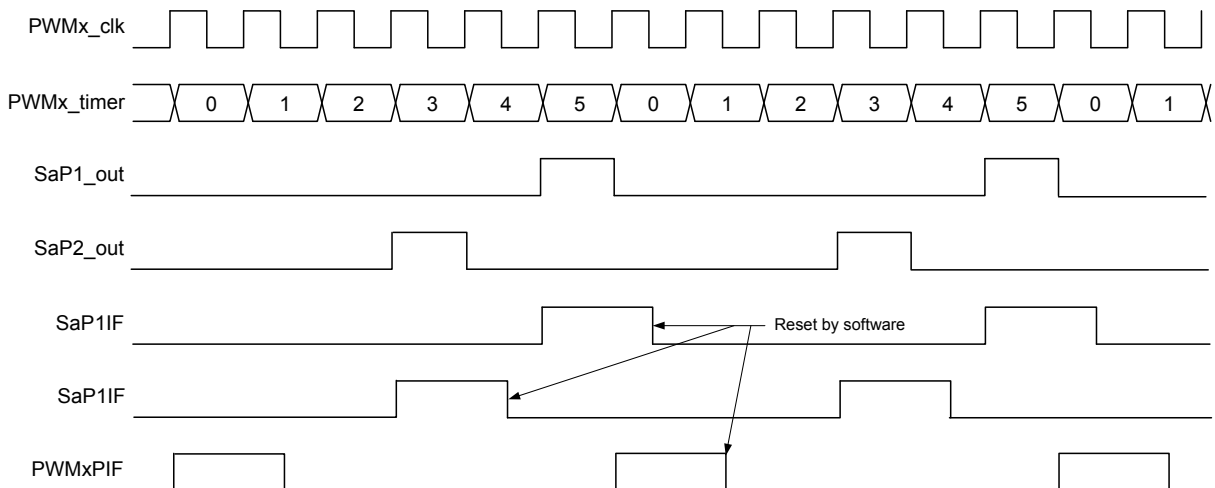 PWMx_clk
PWMx_timer 0 1 2 3 4 5 0 1 2 3 4 5 0 1
SaP1_out
SaP2_out
SaP1IF Reset by software
SaP1IF
PWMxPIF